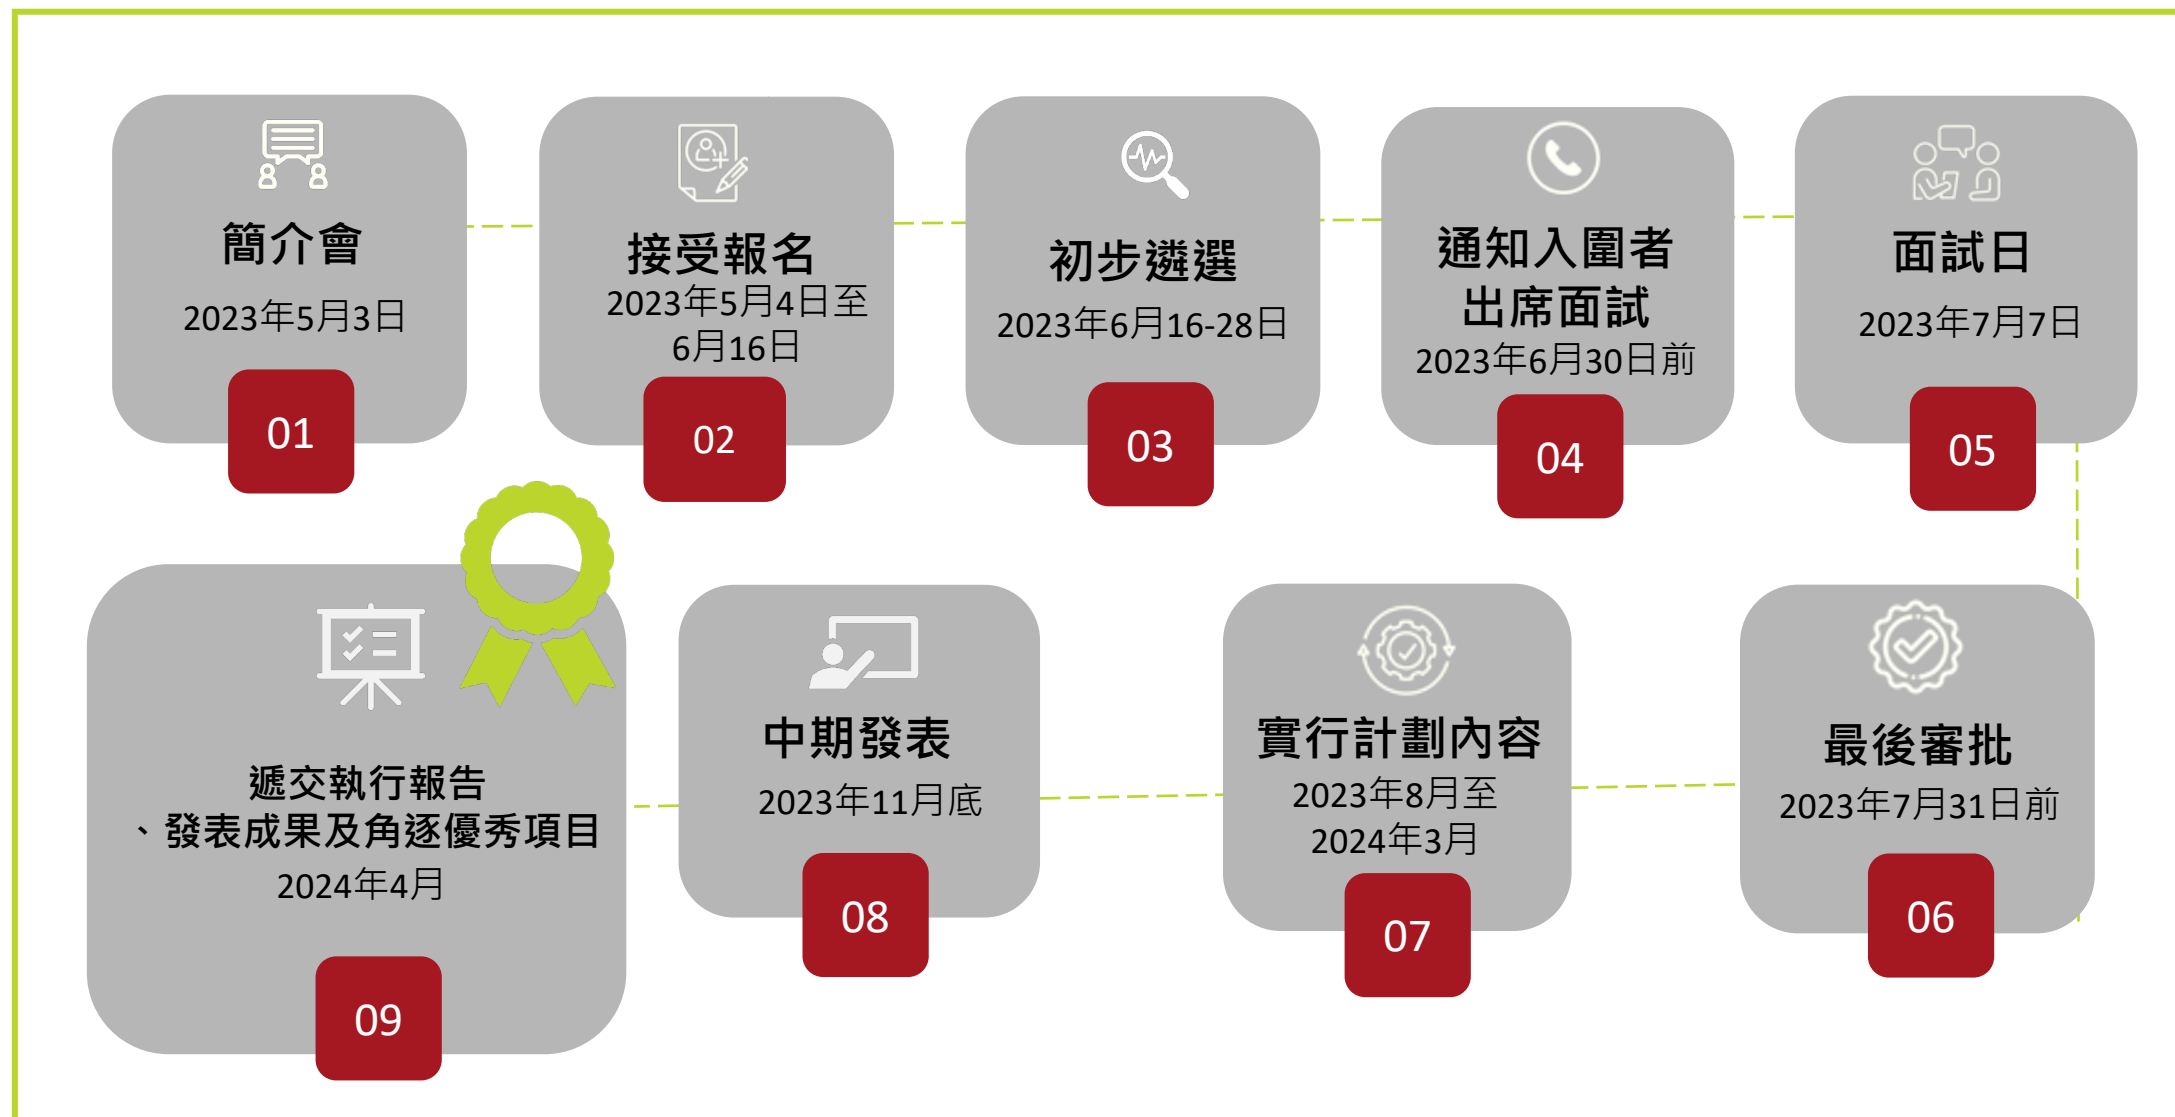 簡介會
2023年5月3日
01
接受報名
2023年5月4日至
6月16日
02
初步遴選
2023年6月16-28日
03
通知入圍者
出席面試
2023年6月30日前
04
面試日
2023年7月7日
05
最後審批
2023年7月31日前
06
實行計劃內容
2023年8月至
2024年3月
07
中期發表
2023年11月底
08
遞交執行報告
、發表成果及角逐優秀項目
2024年4月
09